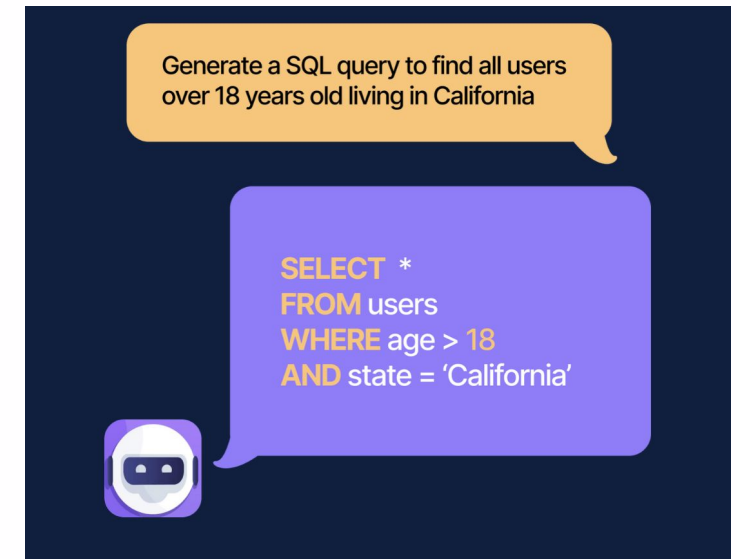 Generate a SQL query to find all users
over 18 years old living in California
SELECT *
FROM users
WHERE age > 18
AND state = ‘California’